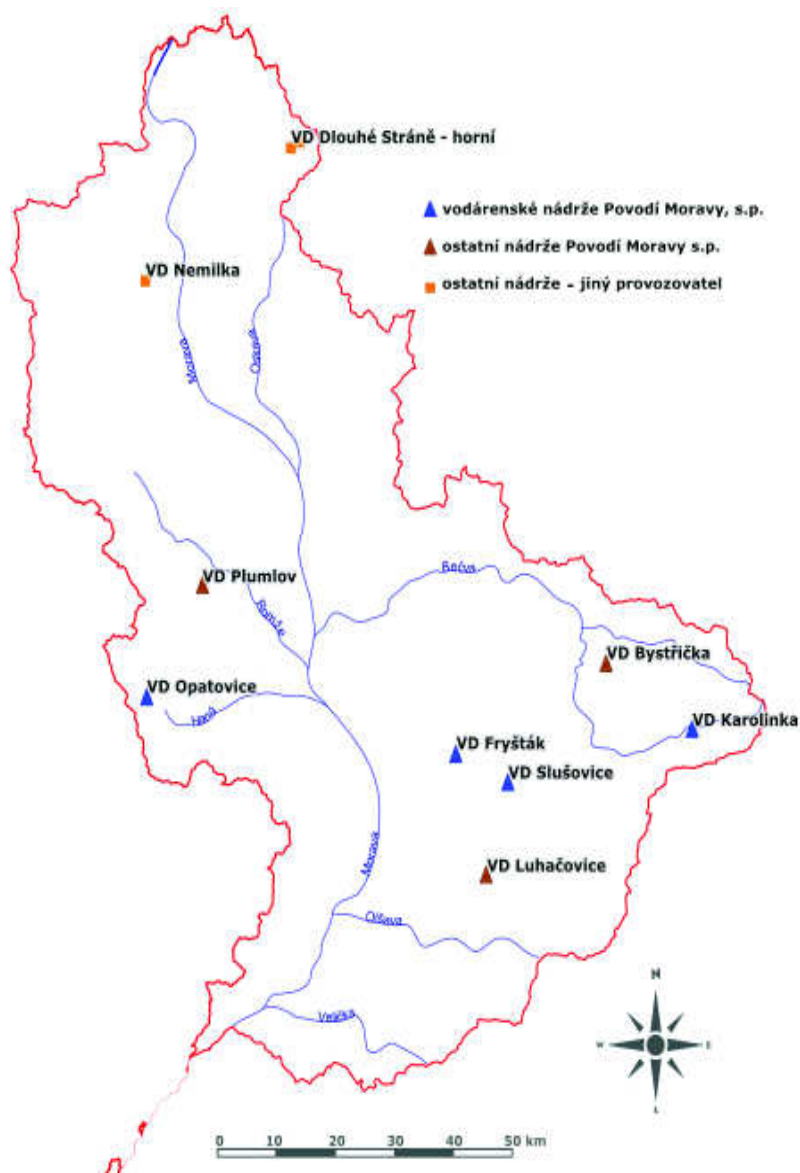 VD Dlouhé Stráně - horní
vodárenské nádrže Povodí Moravy, s.p.
ostatní nádrže Povodí Moravy s.p.
ostatní nádrže - jiný provozovatel
VD Nemilka
Morava
Oskava
Bečva
VD Plumlov
Romže
VD Bystřička
VD Opatovice
Haná
VD Karolinka
VD Fryšták
VD Slušovice
Morava
VD Luhačovice
Olšava
Velička
N
W E
L
0 10 20 30 40 50 km